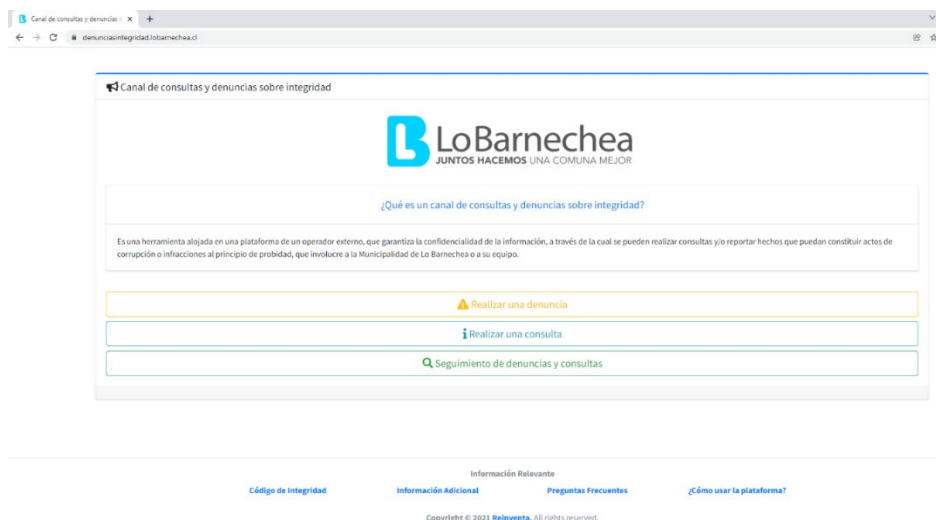 Canal de consultas y denuncias s
denunciasintegridad.lobarnechea.cl
Canal de consultas y denuncias sobre integridad
Lo Barnechea
JUNTOS HACEMOS UNA COMUNA MEJOR
¿Qué es un canal de consultas y denuncias sobre integridad?
Es una herramienta alojada en una plataforma de un operador externo, que garantiza la confidencialidad de la información, a través de la cual se pueden realizar consultas y/o reportar hechos que puedan constituir actos de
corrupción o infracciones al principio de probidad, que involucre a la Municipalidad de Lo Barnechea o a su equipo.
Realizar una denuncia
Realizar una consulta
Seguimiento de denuncias y consultas
Información Relevante
Código de Integridad Información Adicional Preguntas Frecuentes ¿Cómo usar la plataforma?
Copyright © 2021 Reinventa. All rights reserved.